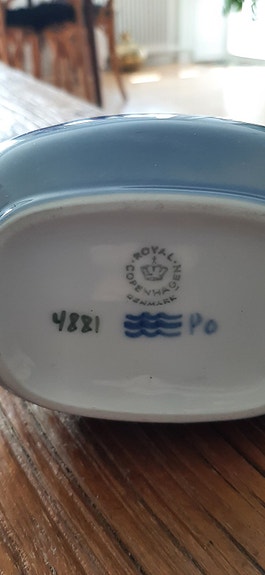 ROYAL
COPENHAGEN
DENMARK
4881 Po